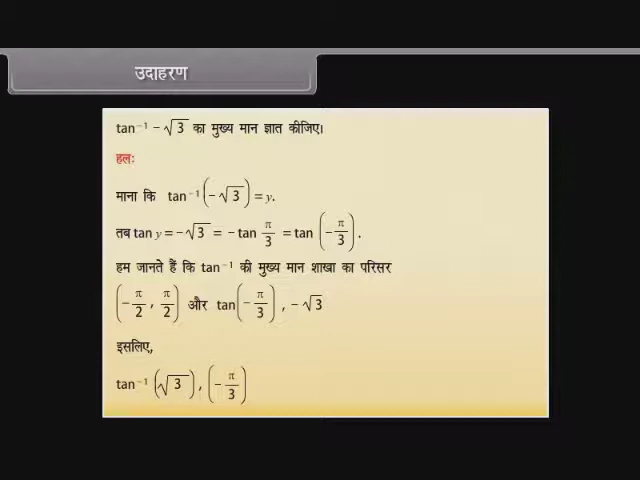 उदाहरण
tan⁻¹ −√3 का मुख्य मान ज्ञात कीजिए।
हलः
माना कि tan⁻¹(−√3) = y.
तब tan y = −√3 = − tan π/3 = tan (−π/3).
हम जानते हैं कि tan⁻¹ की मुख्य मान शाखा का परिसर
(−π/2, π/2) और tan(−π/3), −√3
इसलिए,
tan⁻¹(√3), (−π/3)